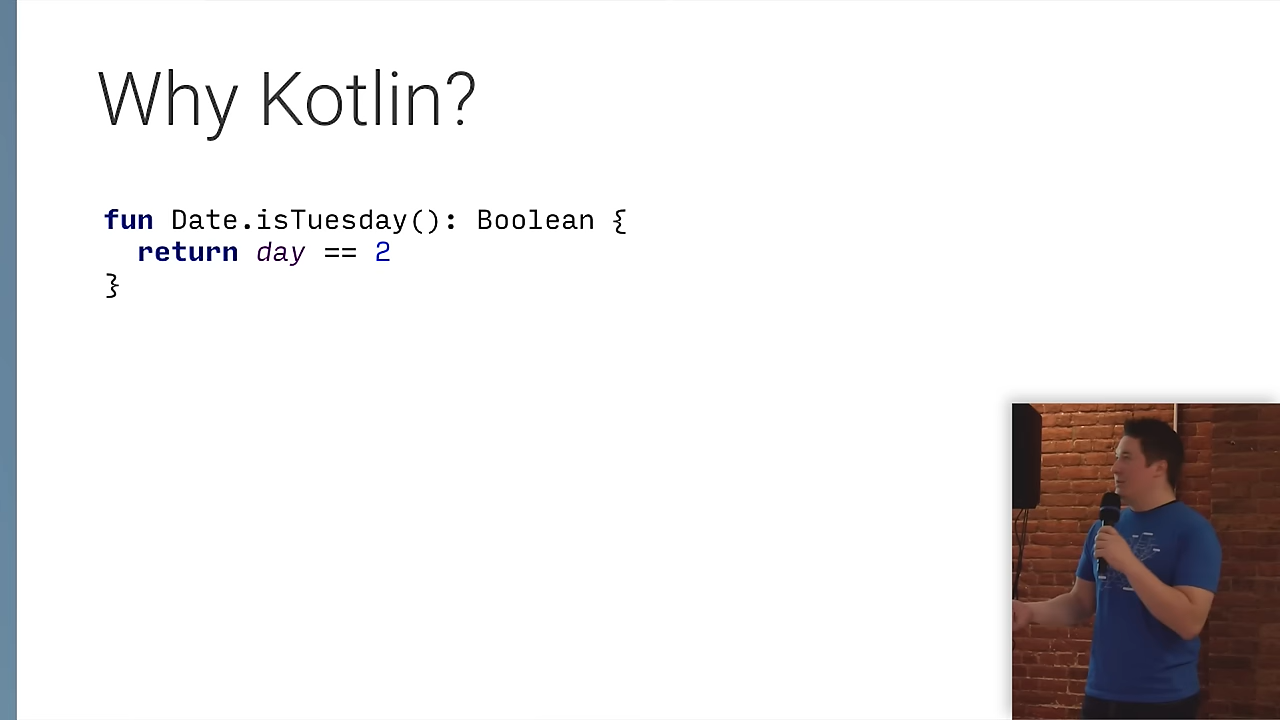 Why Kotlin?
fun Date.isTuesday(): Boolean {
  return day == 2
}